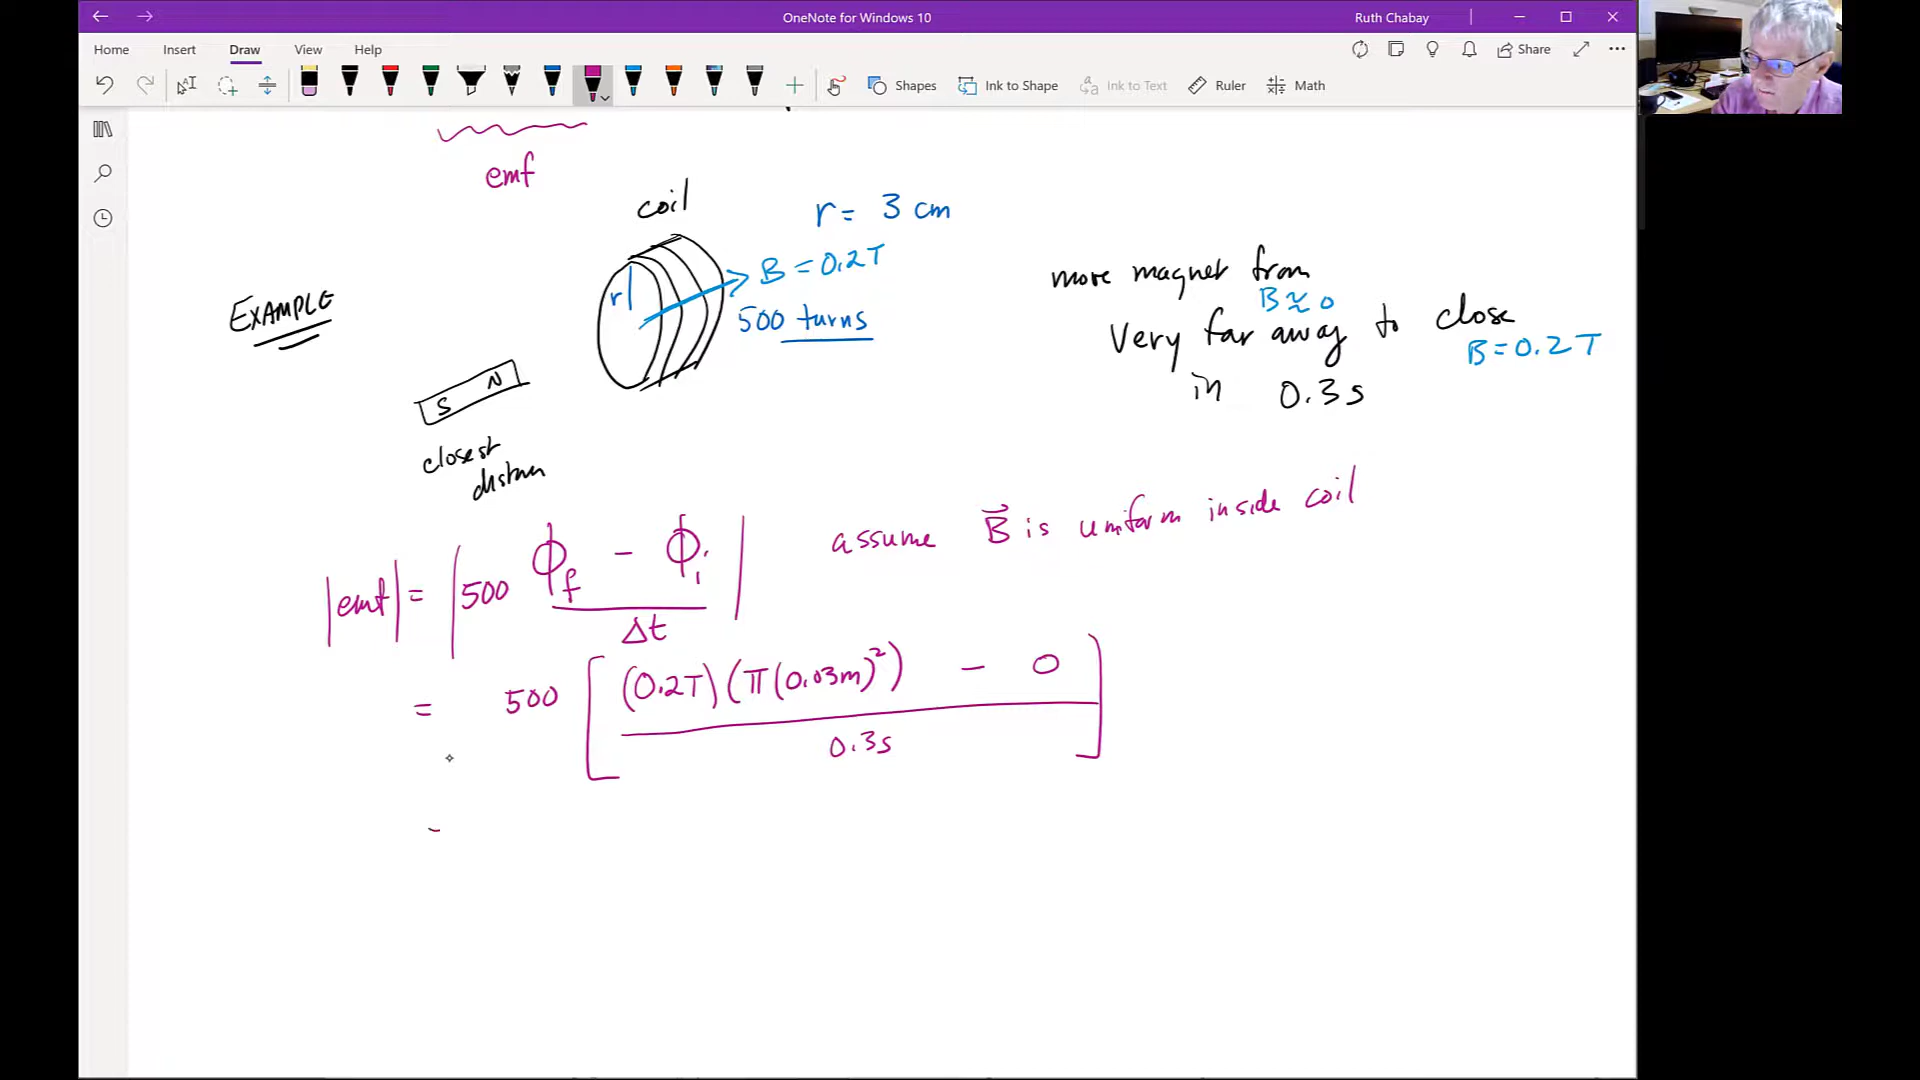 OneNote for Windows 10
Ruth Chabay
Home Insert Draw View Help
Share
Shapes Ink to Shape Ink to Text Ruler Math
emf
coil
r = 3 cm
B = 0.2T
r
500 turns
EXAMPLE
move magnet from
B ≈ 0
Very far away to close
B = 0.2 T
in 0.3 s
S N
closest
distan
|emf| = |500 (Φf - Φi) / Δt| assume B⃗ is uniform inside coil
= 500 [ ((0.2T)(π(0.03m)²) - 0) / 0.3s ]